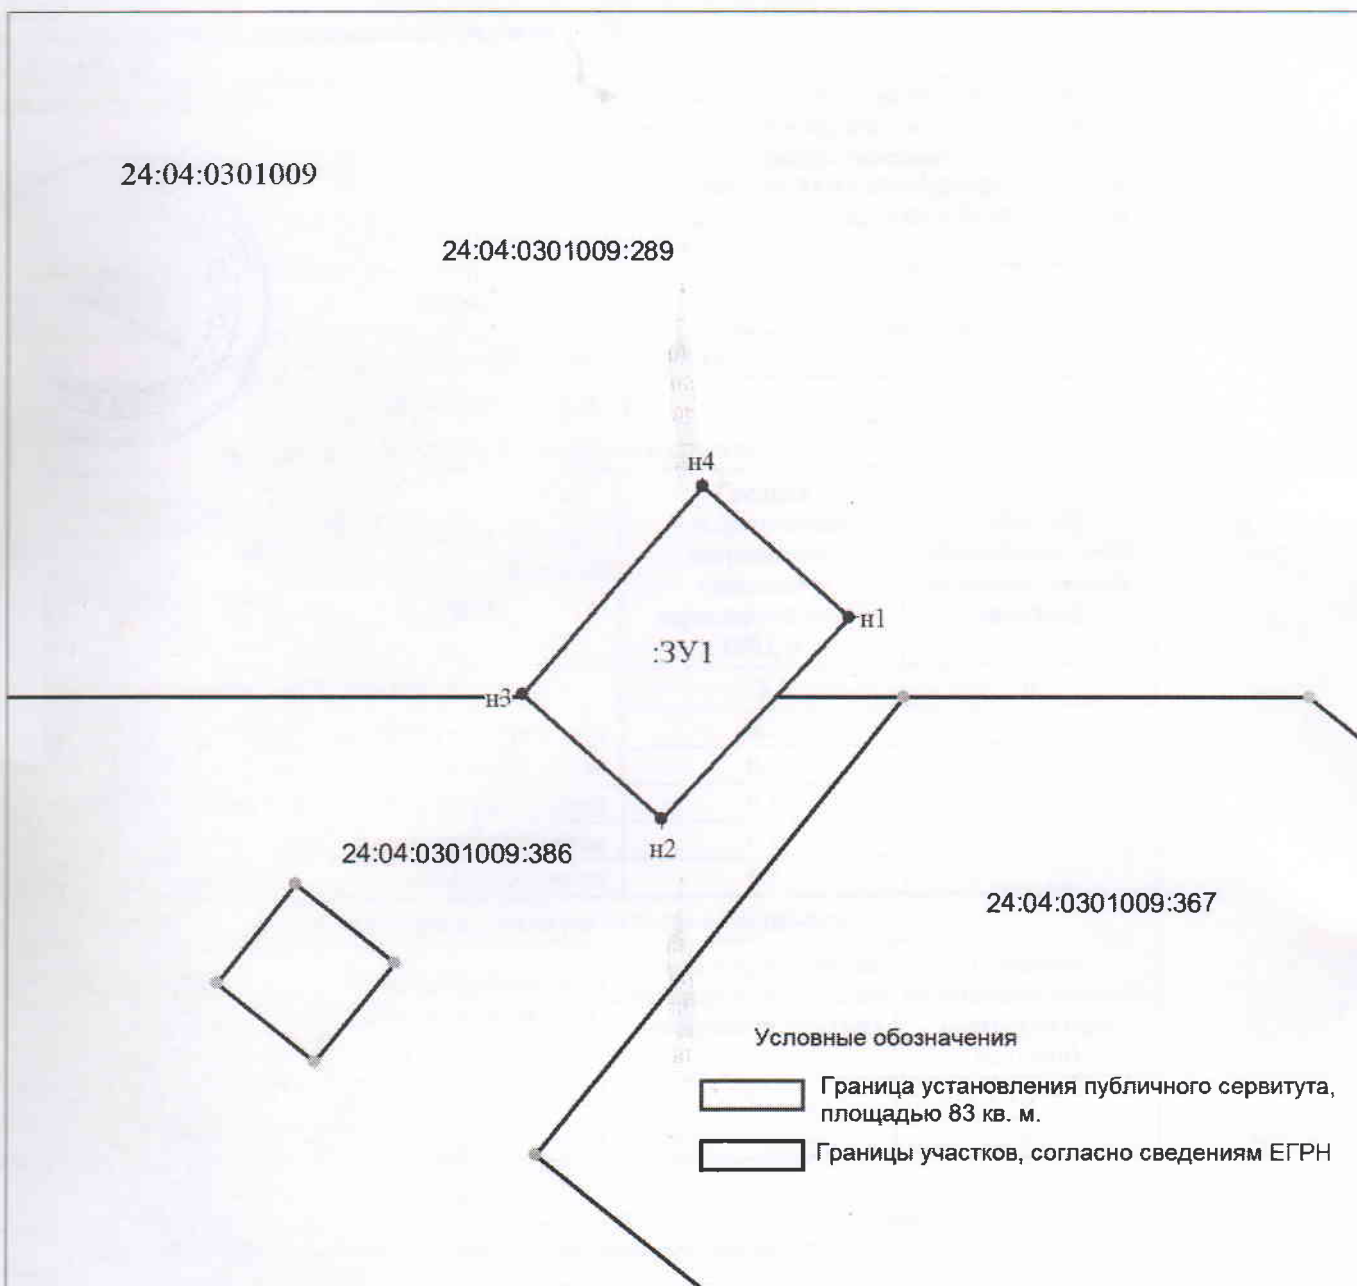 24:04:0301009
24:04:0301009:289
н4
н1
:ЗУ1
н3
н2
24:04:0301009:386
24:04:0301009:367
Условные обозначения
Граница установления публичного сервитута,
площадью 83 кв. м.
Границы участков, согласно сведениям ЕГРН